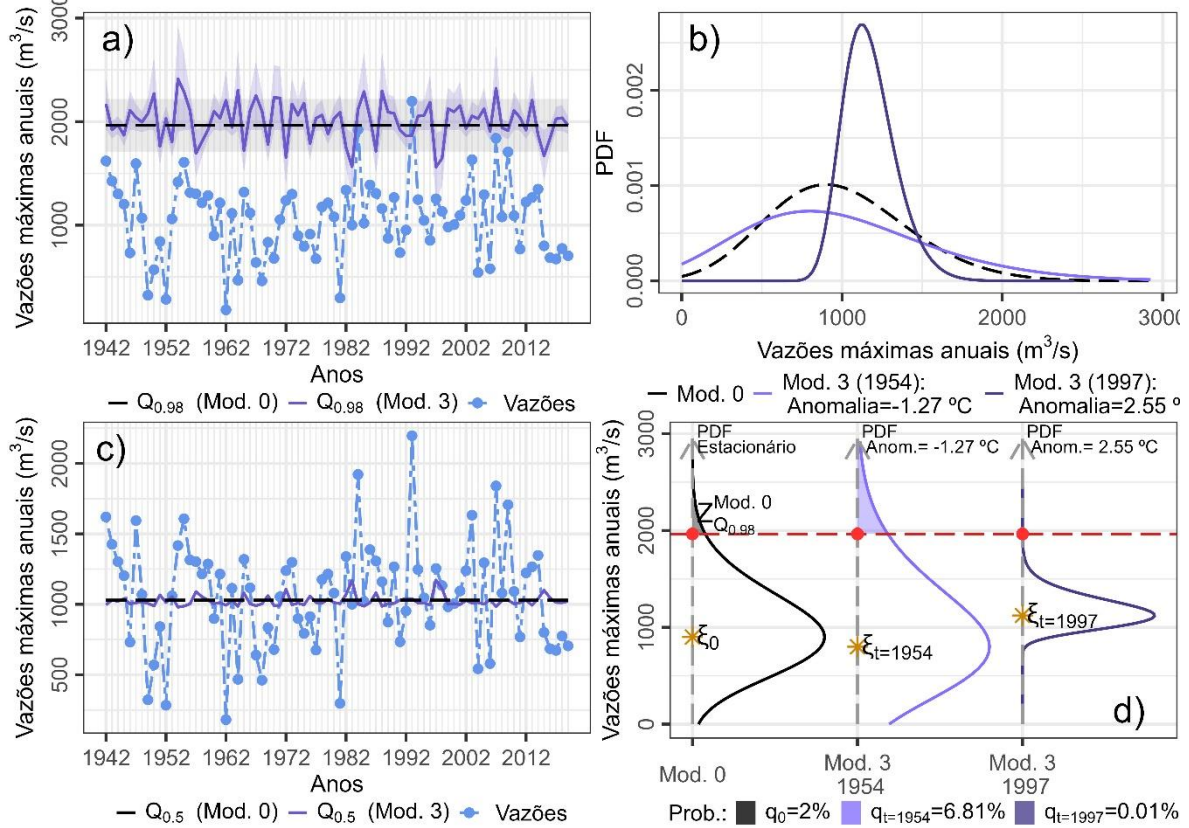 a)
Vazões máximas anuais (m³/s)
3000
2000
1000
1942 1952 1962 1972 1982 1992 2002 2012
Anos
Q0.98 (Mod. 0) Q0.98 (Mod. 3) Vazões
b)
PDF
0.002
0.001
0.000
0 1000 2000 3000
Vazões máximas anuais (m³/s)
Mod. 0 Mod. 3 (1954): Mod. 3 (1997):
Anomalia=-1.27 ºC Anomalia=2.55 º
c)
Vazões máximas anuais (m³/s)
2000
1500
1000
500
1942 1952 1962 1972 1982 1992 2002 2012
Anos
Q0.5 (Mod. 0) Q0.5 (Mod. 3) Vazões
d)
Vazões máximas anuais (m³/s)
3000
2000
1000
0
PDF
Estacionário
PDF
Anom.= -1.27 ºC
PDF
Anom.= 2.55 ºC
Mod. 0
Q0.98
ξ0
ξt=1954
ξt=1997
Mod. 0
Mod. 3
1954
Mod. 3
1997
Prob.: q0=2% qt=1954=6.81% qt=1997=0.01%